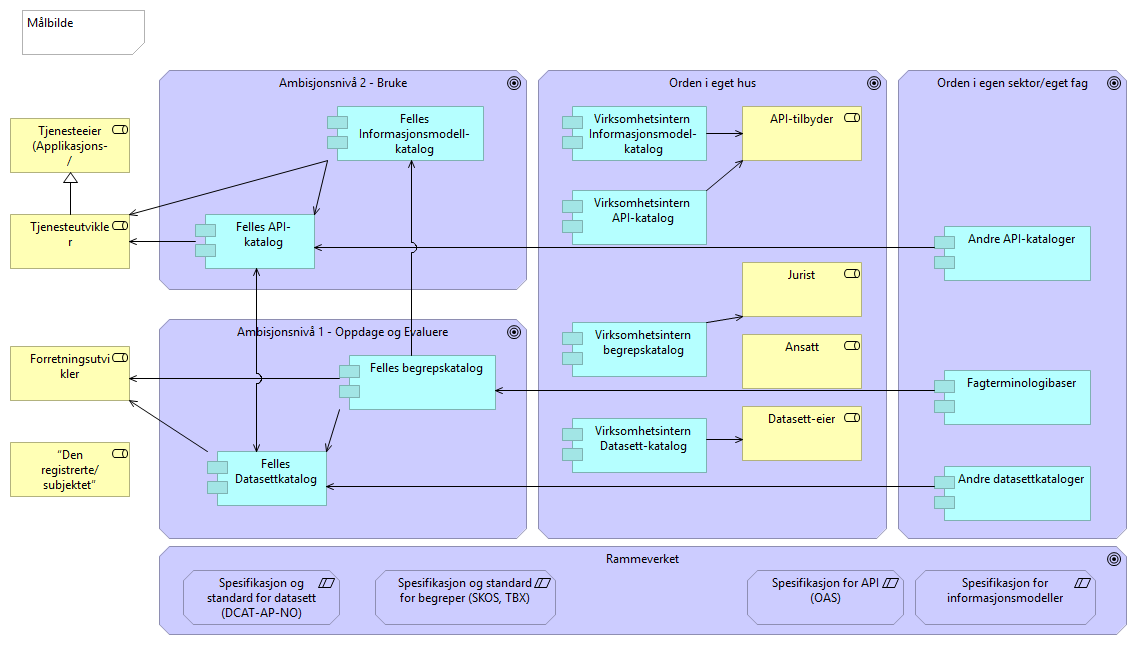 Målbilde
Ambisjonsnivå 2 - Bruke
Felles
Informasjonsmodell-
katalog
Felles API-
katalog
Tjenesteeier
(Applikasjons-
/
Tjenesteutvikle
r
Orden i eget hus
Virksomhetsintern
Informasjonsmodel-
katalog
API-tilbyder
Virksomhetsintern
API-katalog
Jurist
Virksomhetsintern
begrepskatalog
Ansatt
Virksomhetsintern
Datasett-katalog
Datasett-eier
Orden i egen sektor/eget fag
Andre API-kataloger
Fagterminologibaser
Andre datasettkataloger
Ambisjonsnivå 1 - Oppdage og Evaluere
Felles begrepskatalog
Felles
Datasettkatalog
Forretningsutvi
kler
“Den
registrerte/
subjektet”
Rammeverket
Spesifikasjon og
standard for datasett
(DCAT-AP-NO)
Spesifikasjon og standard
for begreper (SKOS, TBX)
Spesifikasjon for API
(OAS)
Spesifikasjon for
informasjonsmodeller